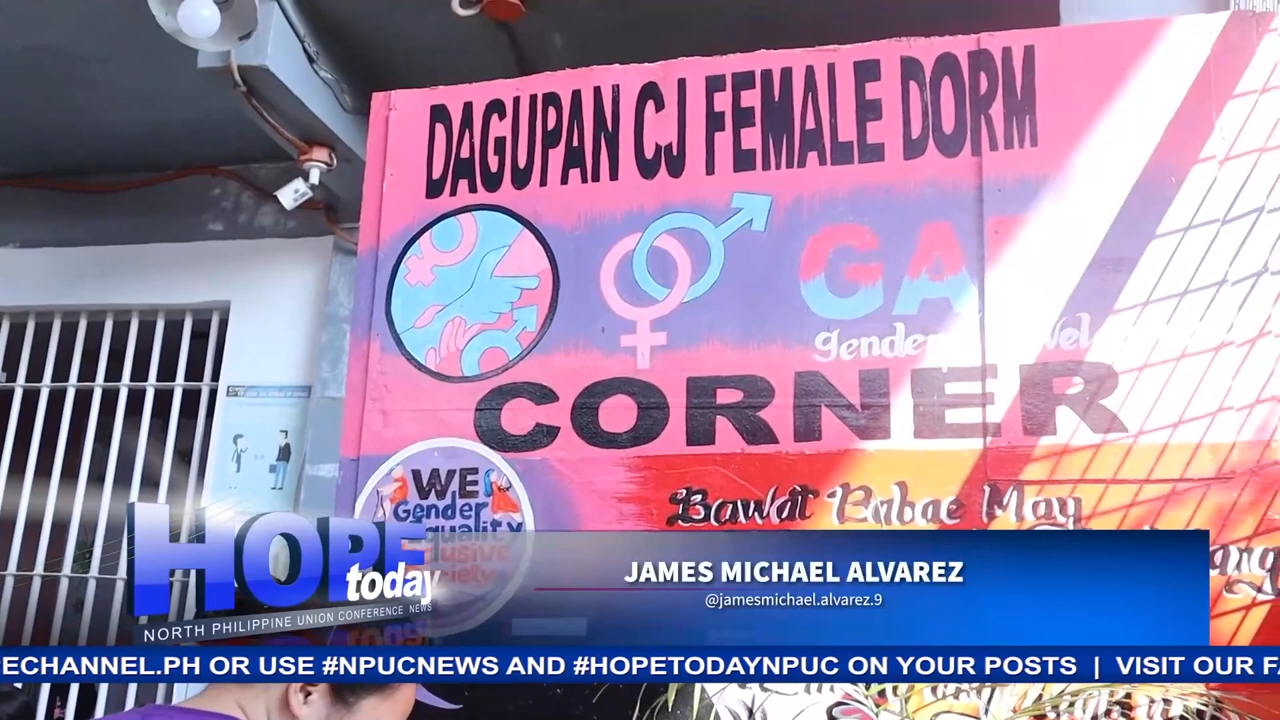 DAGUPAN CJ FEMALE DORM
GA
gender
CORNER
WE
Gender
Equality
Bawat Babae May
HOPE
today
NORTH PHILIPPINE UNION CONFERENCE NEWS
JAMES MICHAEL ALVAREZ
@jamesmichael.alvarez.9
ECHANNEL.PH OR USE #NPUCNEWS AND #HOPETODAYNPUC ON YOUR POSTS | VISIT OUR FA